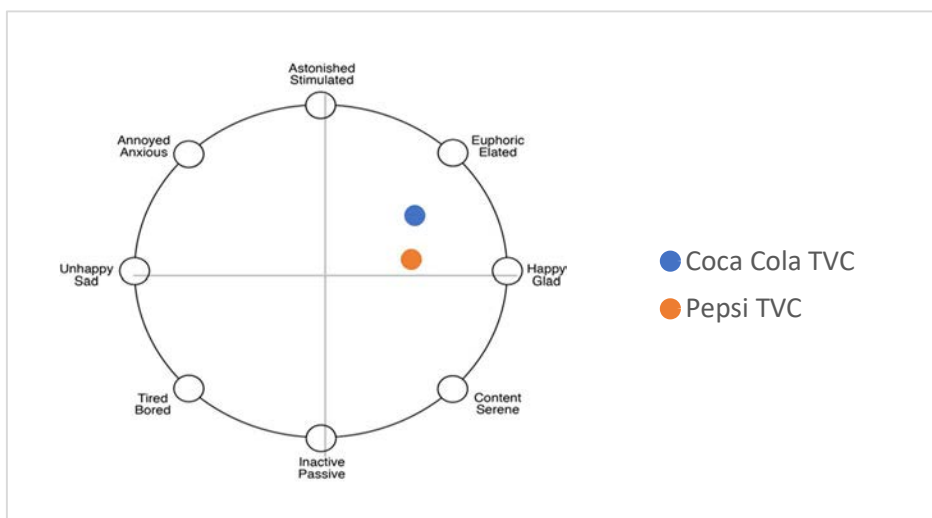 Astonished
Stimulated
Annoyed
Anxious
Euphoric
Elated
Unhappy
Sad
Happy
Glad
Coca Cola TVC
Pepsi TVC
Tired
Bored
Content
Serene
Inactive
Passive